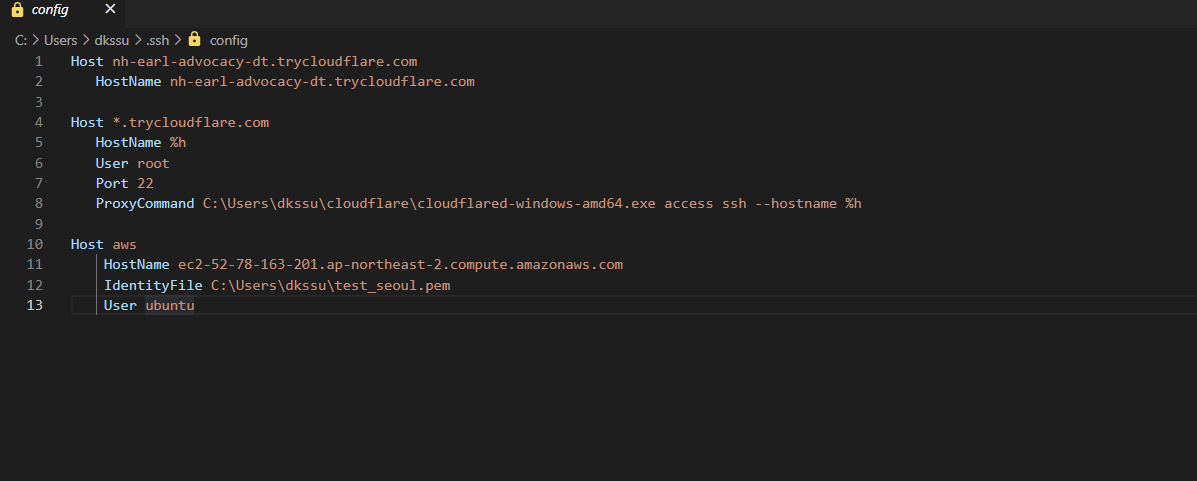 config
C: > Users > dkssu > .ssh > config
1 Host nh-earl-advocacy-dt.trycloudflare.com
2 HostName nh-earl-advocacy-dt.trycloudflare.com
3
4 Host *.trycloudflare.com
5 HostName %h
6 User root
7 Port 22
8 ProxyCommand C:\Users\dkssu\cloudflare\cloudflared-windows-amd64.exe access ssh --hostname %h
9
10 Host aws
11 HostName ec2-52-78-163-201.ap-northeast-2.compute.amazonaws.com
12 IdentityFile C:\Users\dkssu\test_seoul.pem
13 User ubuntu